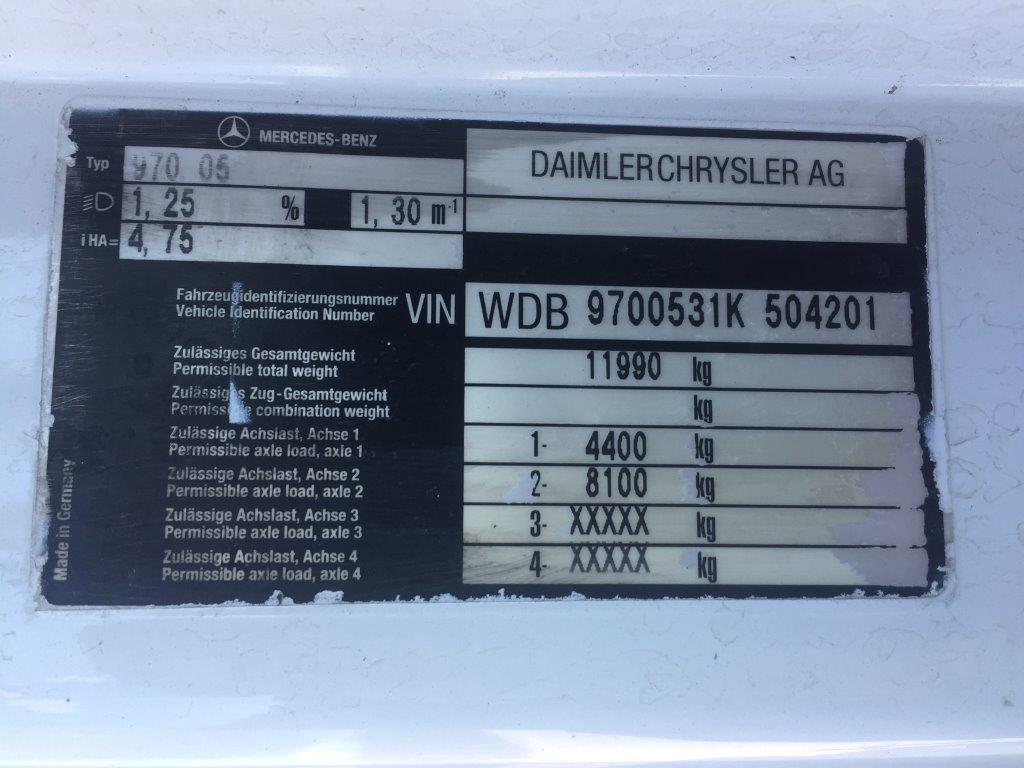 MERCEDES-BENZ
Typ 970 05
DAIMLERCHRYSLER AG
1, 25 % 1, 30 m⁻¹
i HA= 4, 75
Fahrzeugidentifizierungsnummer
Vehicle Identification Number
VIN WDB 9700531K 504201
Zulässiges Gesamtgewicht
Permissible total weight
11990 kg
Zulässiges Zug-Gesamtgewicht
Permissible combination weight
kg
Zulässige Achslast, Achse 1
Permissible axle load, axle 1
1- 4400 kg
Zulässige Achslast, Achse 2
Permissible axle load, axle 2
2- 8100 kg
Zulässige Achslast, Achse 3
Permissible axle load, axle 3
3- XXXXX kg
Zulässige Achslast, Achse 4
Permissible axle load, axle 4
4- XXXXX kg
Made in Germany